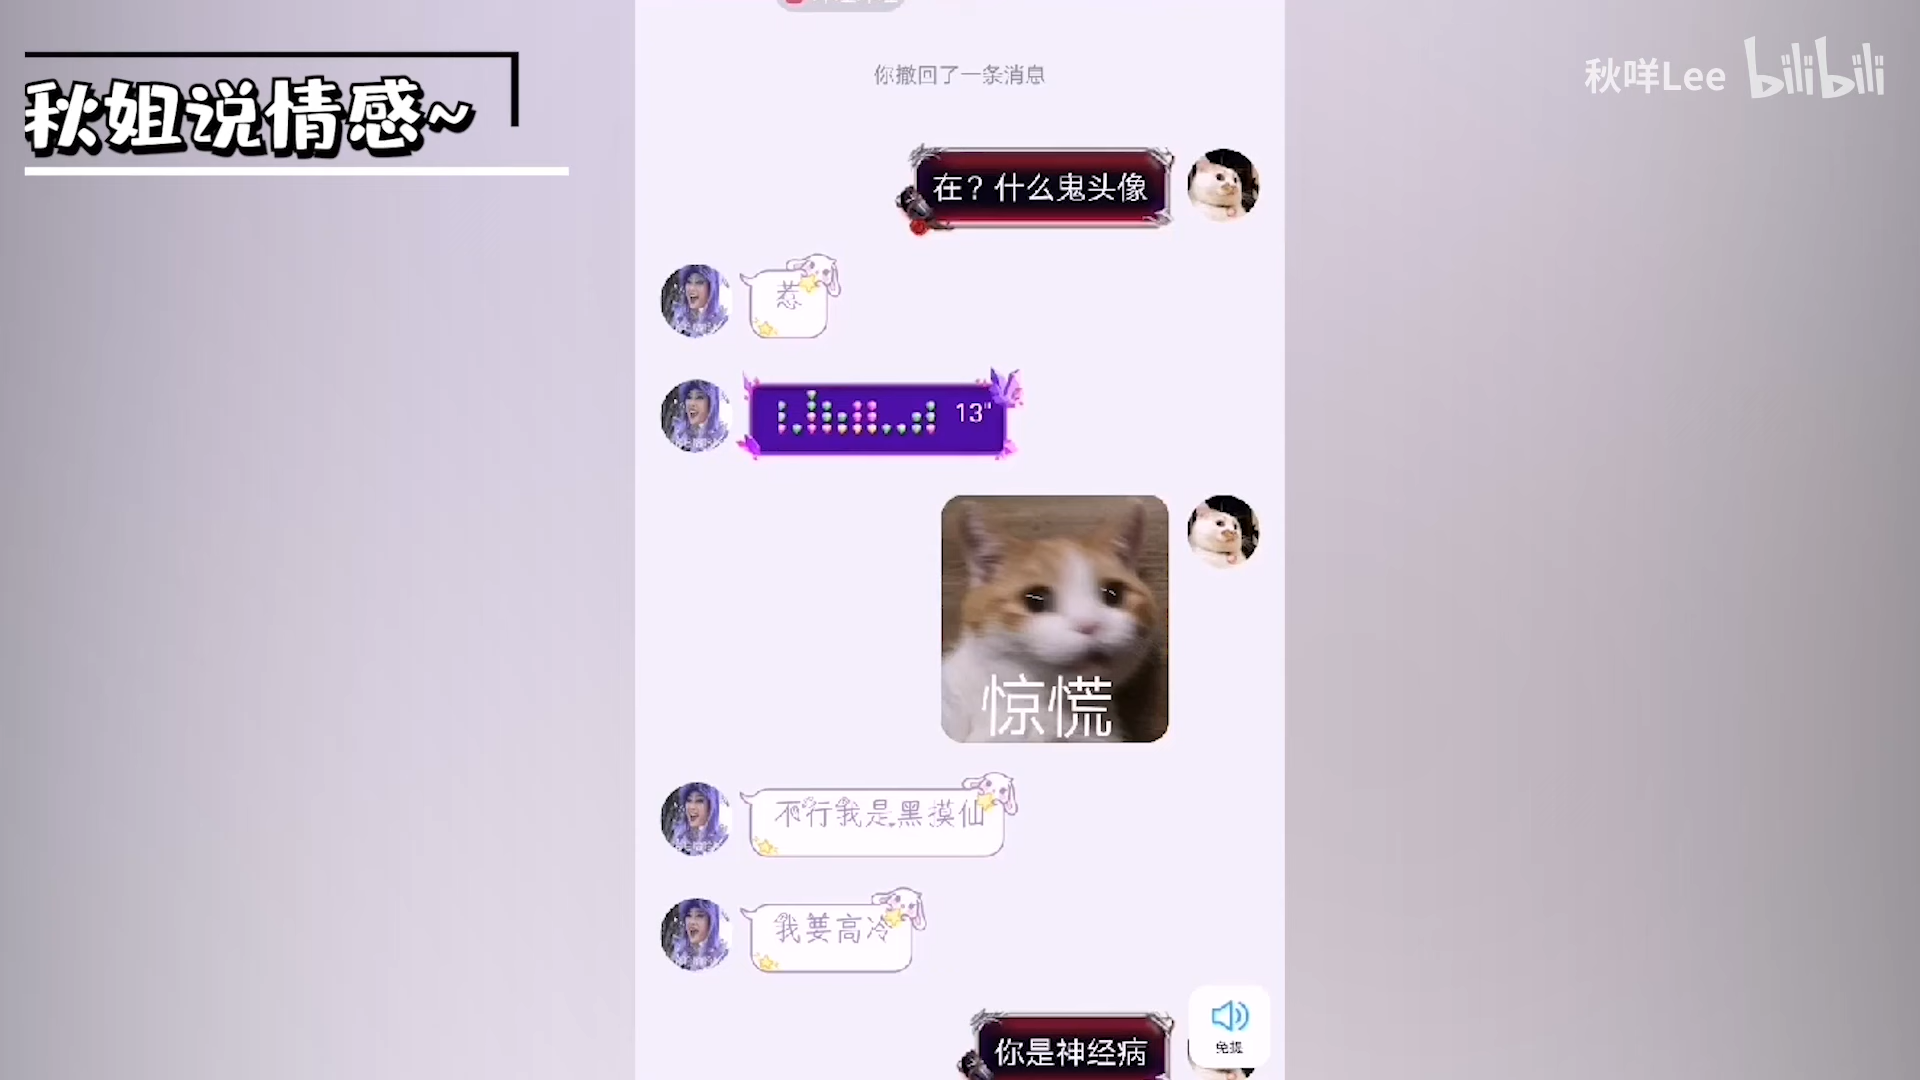 秋姐说情感~
秋咩Lee bilibili
你撤回了一条消息
在？什么鬼头像
惹
13"
惊慌
不行我是黑摸仙
我要高冷
你是神经病
免提